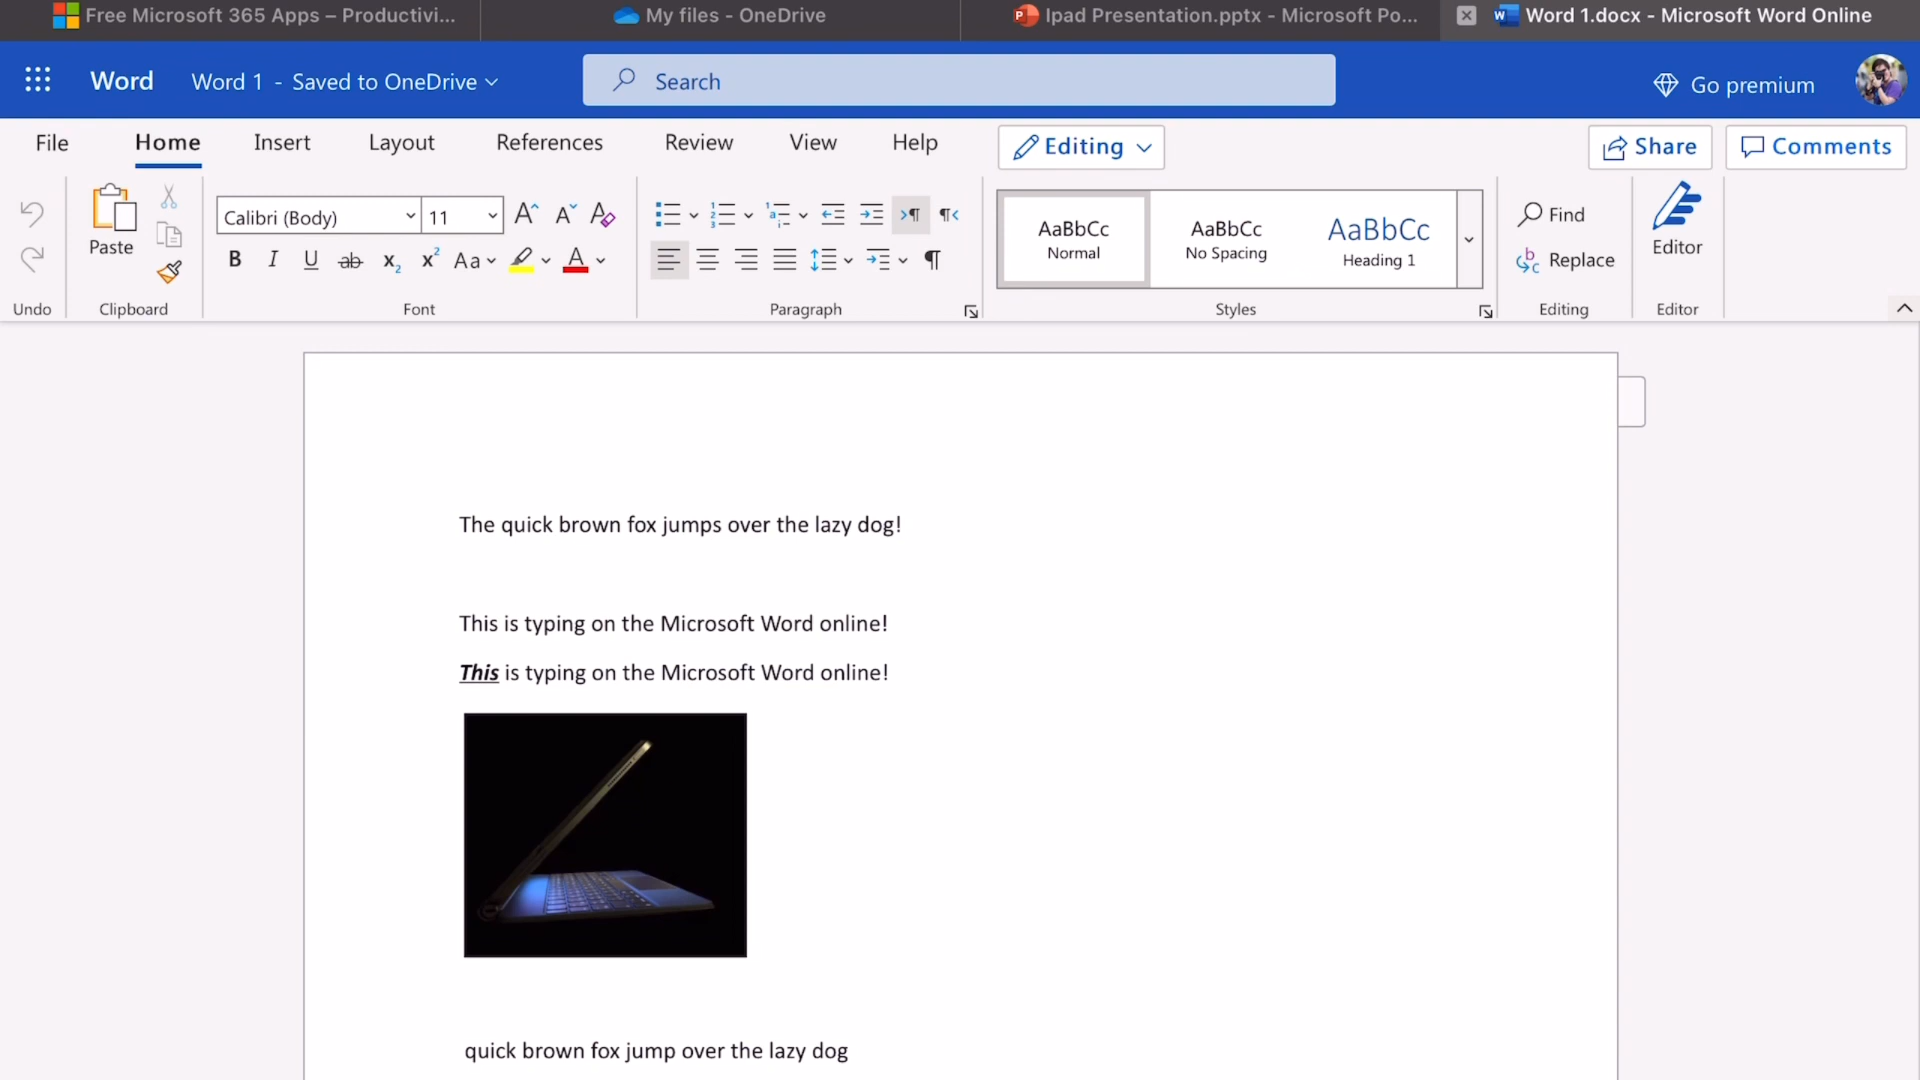 Free Microsoft 365 Apps – Productivi...
My files - OneDrive
Ipad Presentation.pptx - Microsoft Po...
Word 1.docx - Microsoft Word Online
Word
Word 1 - Saved to OneDrive
Search
Go premium
File
Home
Insert
Layout
References
Review
View
Help
Editing
Share
Comments
Paste
Calibri (Body)
11
AaBbCc
Normal
AaBbCc
No Spacing
AaBbCc
Heading 1
Find
Replace
Editor
Undo
Clipboard
Font
Paragraph
Styles
Editing
Editor
The quick brown fox jumps over the lazy dog!
This is typing on the Microsoft Word online!
This is typing on the Microsoft Word online!
quick brown fox jump over the lazy dog